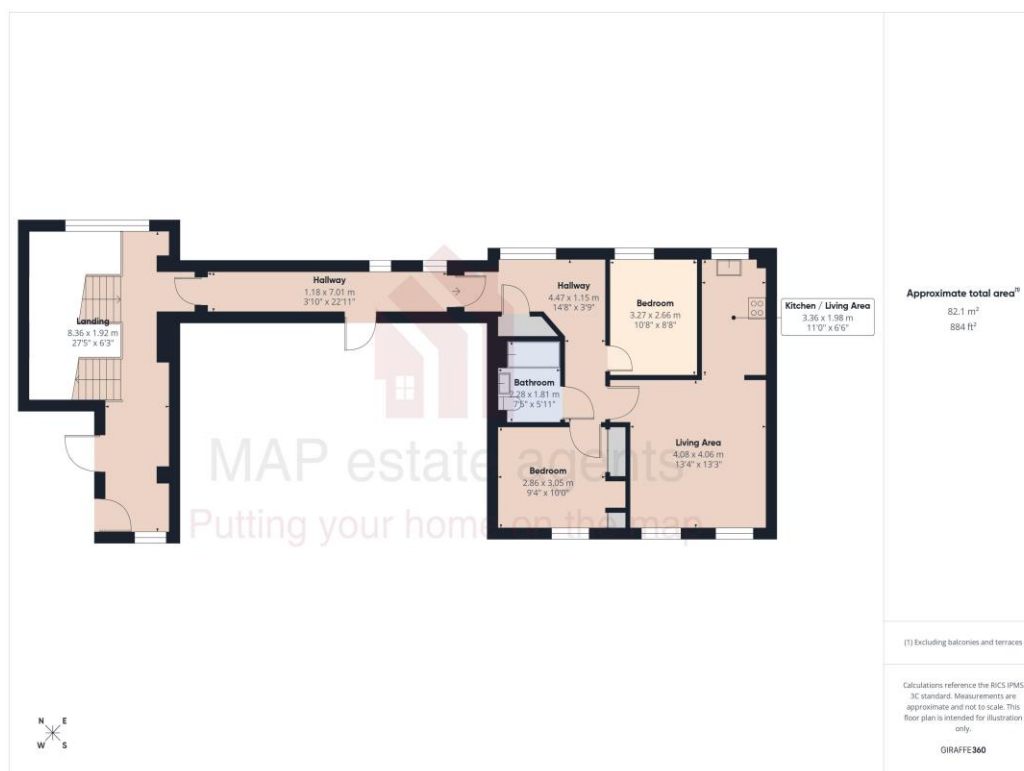 Landing
8.36 x 1.92 m
27'5" x 6'3"
Hallway
1.18 x 7.01 m
3'10" x 22'11"
Hallway
4.47 x 1.15 m
14'8" x 3'9"
Bedroom
3.27 x 2.66 m
10'8" x 8'8"
Kitchen / Living Area
3.36 x 1.98 m
11'0" x 6'6"
Bathroom
2.28 x 1.81 m
7'5" x 5'11"
Living Area
4.08 x 4.06 m
13'4" x 13'3"
Bedroom
2.86 x 3.05 m
9'4" x 10'0"
MAP estate agents
Putting your home on the map
N E
W S
Approximate total area(1)
82.1 m²
884 ft²
(1) Excluding balconies and terraces
Calculations reference the RICS IPMS
3C standard. Measurements are
approximate and not to scale. This
floor plan is intended for illustration
only.
GIRAFFE360